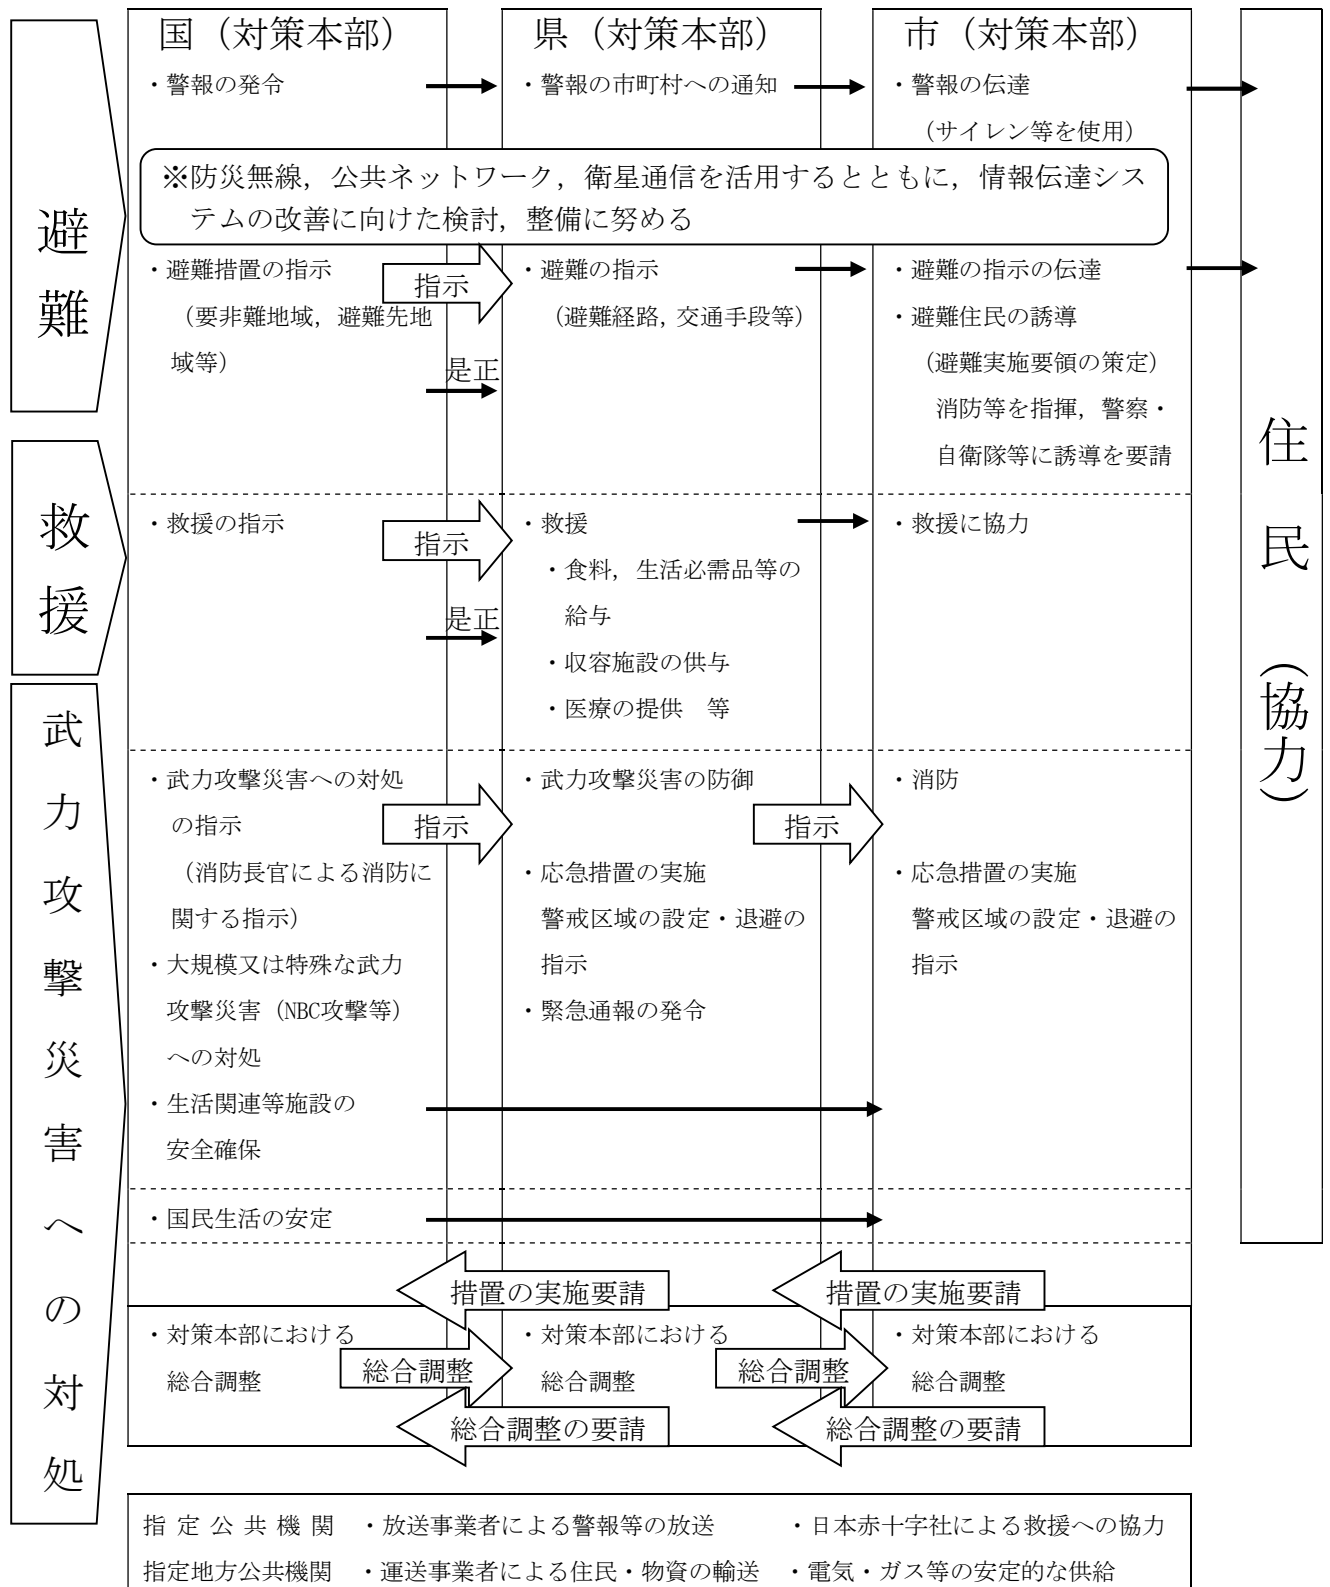 国（対策本部）
・警報の発令
県（対策本部）
・警報の市町村への通知
市（対策本部）
・警報の伝達
（サイレン等を使用）
※防災無線，公共ネットワーク，衛星通信を活用するとともに，情報伝達シス
テムの改善に向けた検討，整備に努める
避難
・避難措置の指示
（要非難地域，避難先地
域等）
指示
是正
・避難の指示
（避難経路，交通手段等）
・避難の指示の伝達
・避難住民の誘導
（避難実施要領の策定）
消防等を指揮，警察・
自衛隊等に誘導を要請
救援
・救援の指示
指示
是正
・救援
・食料，生活必需品等の
給与
・収容施設の供与
・医療の提供　等
・救援に協力
武力攻撃災害への対処
・武力攻撃災害への対処
の指示
（消防長官による消防に
関する指示）
・大規模又は特殊な武力
攻撃災害（NBC攻撃等）
への対処
・生活関連等施設の
安全確保
指示
・武力攻撃災害の防御
・応急措置の実施
警戒区域の設定・退避の
指示
・緊急通報の発令
指示
・消防
・応急措置の実施
警戒区域の設定・退避の
指示
・国民生活の安定
措置の実施要請
措置の実施要請
・対策本部における
総合調整
総合調整
・対策本部における
総合調整
総合調整
・対策本部における
総合調整
総合調整の要請
総合調整の要請
住民（協力）
指定公共機関　・放送事業者による警報等の放送　・日本赤十字社による救援への協力
指定地方公共機関　・運送事業者による住民・物資の輸送　・電気・ガス等の安定的な供給